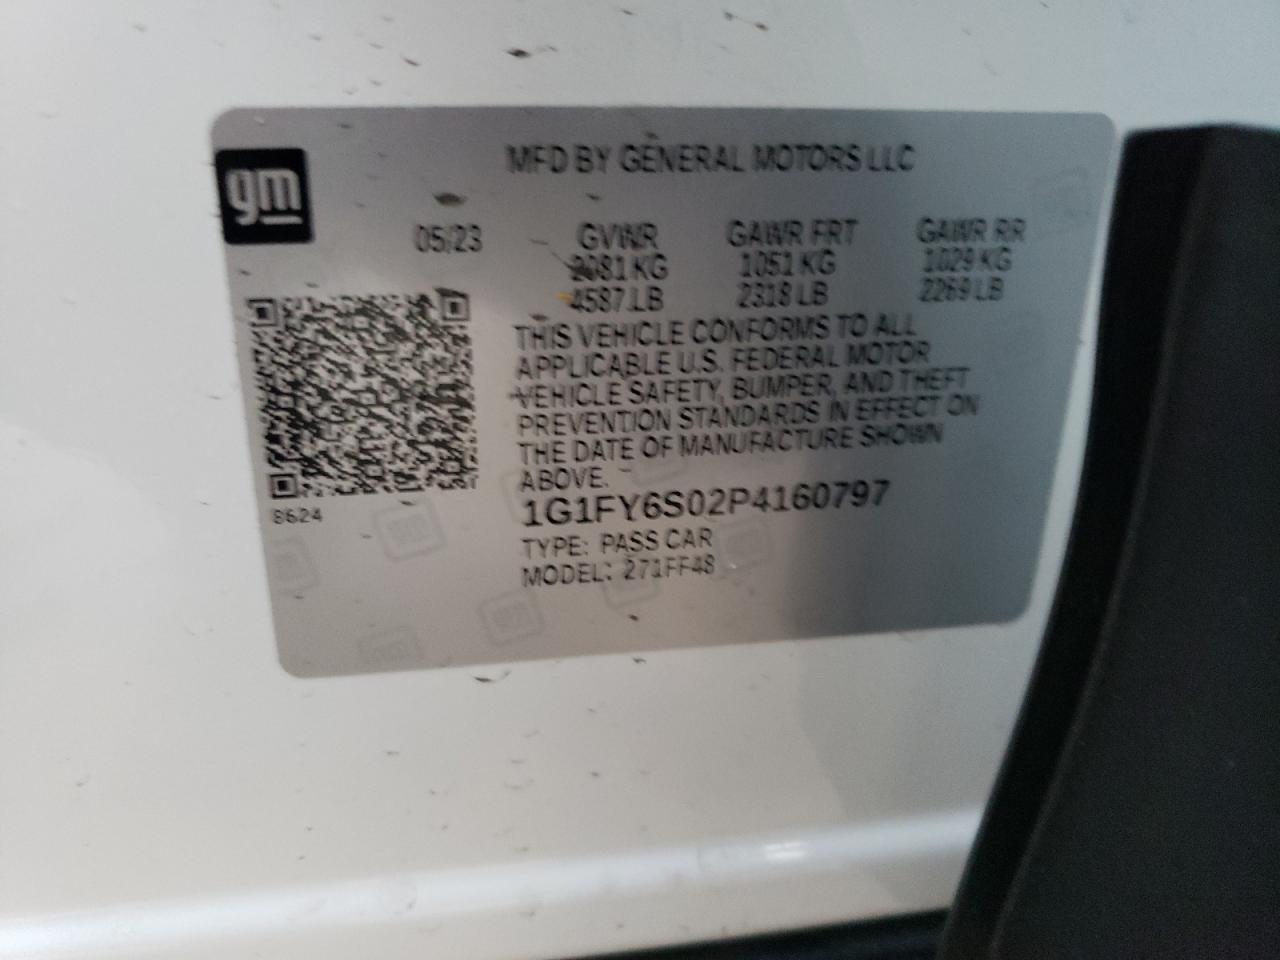 gm
MFD BY GENERAL MOTORS LLC
05/23 GVWR GAWR FRT GAWR RR
2081 KG 1051 KG 1029 KG
4587 LB 2318 LB 2269 LB
THIS VEHICLE CONFORMS TO ALL
APPLICABLE U.S. FEDERAL MOTOR
VEHICLE SAFETY, BUMPER, AND THEFT
PREVENTION STANDARDS IN EFFECT ON
THE DATE OF MANUFACTURE SHOWN
ABOVE.
8624
1G1FY6S02P4160797
TYPE: PASS CAR
MODEL: 271FF48